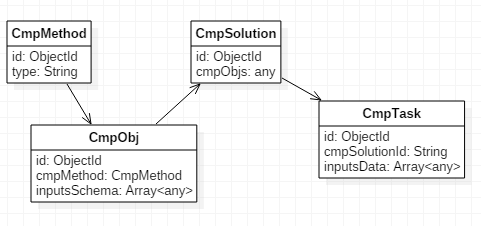 CmpMethod
id: ObjectId
type: String
CmpSolution
id: ObjectId
cmpObjs: any
CmpObj
id: ObjectId
cmpMethod: CmpMethod
inputsSchema: Array<any>
CmpTask
id: ObjectId
cmpSolutionId: String
inputsData: Array<any>